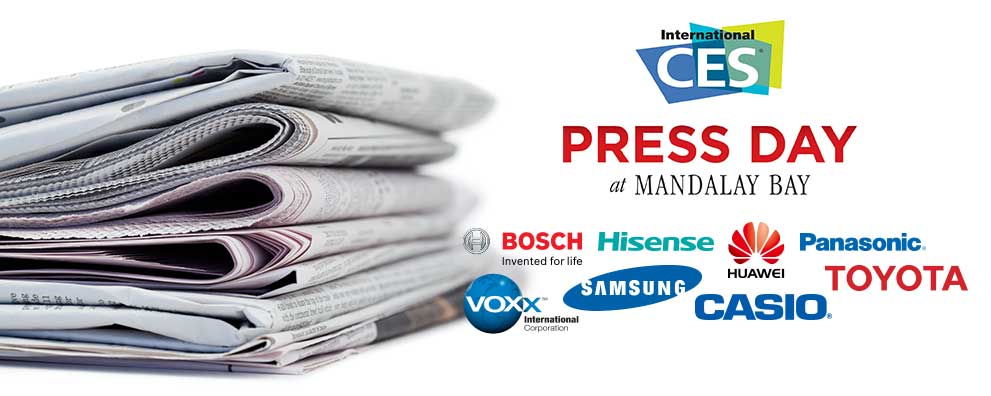 International
CES®
PRESS DAY
at MANDALAY BAY
BOSCH
Invented for life
Hisense
HUAWEI
Panasonic®
TOYOTA
VOXX™
International
Corporation
SAMSUNG
CASIO®